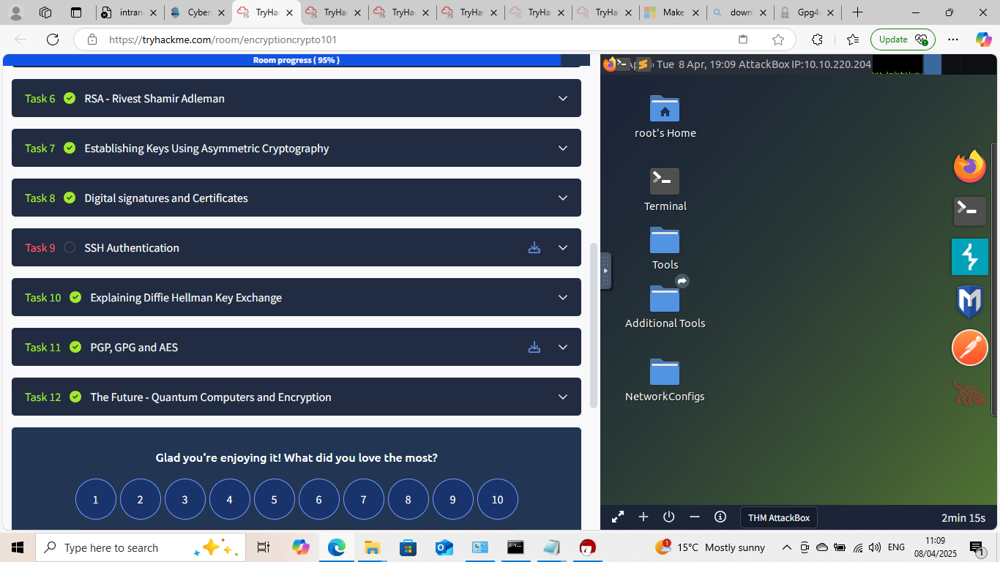 intran
Cyber
TryHac
TryHa
TryHa
TryHa
TryHa
TryHa
Make
downl
Gpg4
https://tryhackme.com/room/encryptioncrypto101
Update
Room progress ( 95% )
Task 6 RSA - Rivest Shamir Adleman
Task 7 Establishing Keys Using Asymmetric Cryptography
Task 8 Digital signatures and Certificates
Task 9 SSH Authentication
Task 10 Explaining Diffie Hellman Key Exchange
Task 11 PGP, GPG and AES
Task 12 The Future - Quantum Computers and Encryption
Glad you're enjoying it! What did you love the most?
1 2 3 4 5 6 7 8 9 10
Tue 8 Apr, 19:09 AttackBox IP:10.10.220.204
root's Home
Terminal
Tools
Additional Tools
NetworkConfigs
THM AttackBox
2min 15s
Type here to search
1
15°C Mostly sunny
ENG
11:09
08/04/2025
1